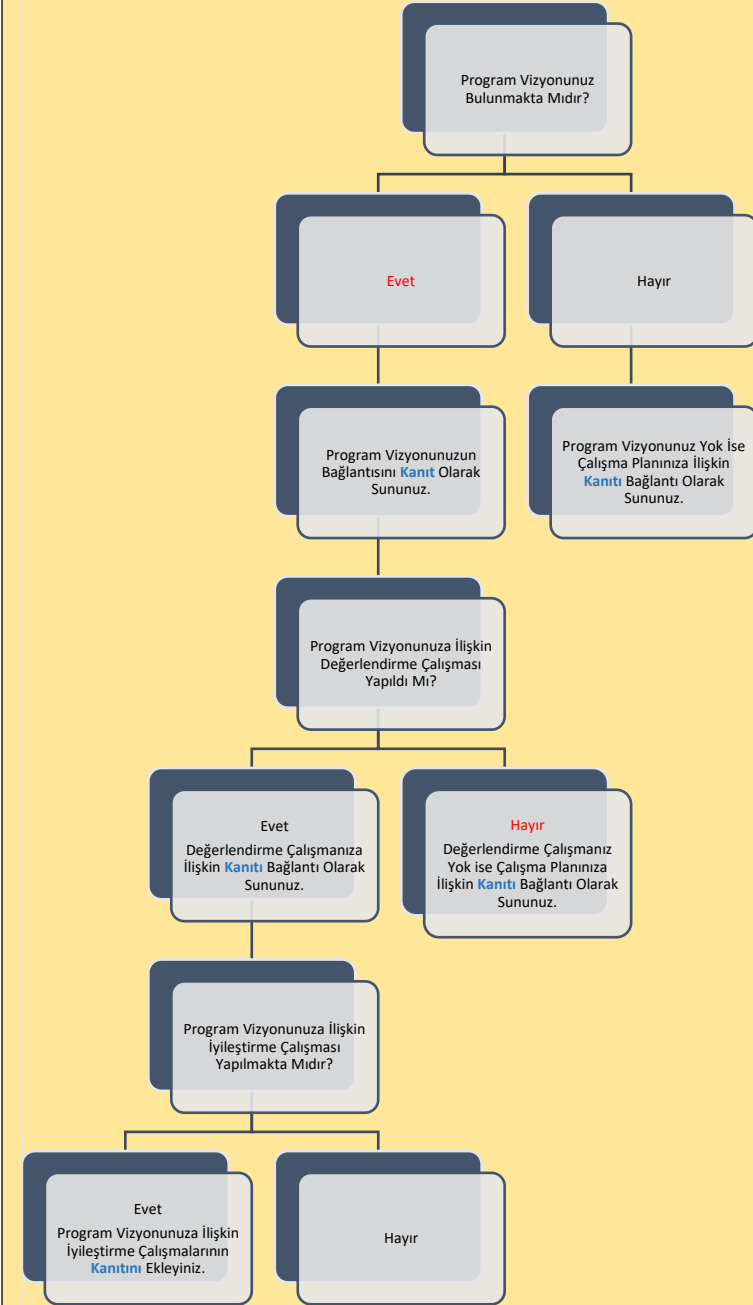 Program Vizyonunuz
Bulunmakta Mıdır?
Evet
Hayır
Program Vizyonunuzun
Bağlantısını Kanıt Olarak
Sununuz.
Program Vizyonunuz Yok İse
Çalışma Planınıza İlişkin
Kanıtı Bağlantı Olarak
Sununuz.
Program Vizyonunuza İlişkin
Değerlendirme Çalışması
Yapıldı Mı?
Evet
Değerlendirme Çalışmanıza
İlişkin Kanıtı Bağlantı Olarak
Sununuz.
Hayır
Değerlendirme Çalışmanız
Yok ise Çalışma Planınıza
İlişkin Kanıtı Bağlantı Olarak
Sununuz.
Program Vizyonunuza İlişkin
İyileştirme Çalışması
Yapılmakta Mıdır?
Evet
Program Vizyonunuza İlişkin
İyileştirme Çalışmalarının
Kanıtını Ekleyiniz.
Hayır